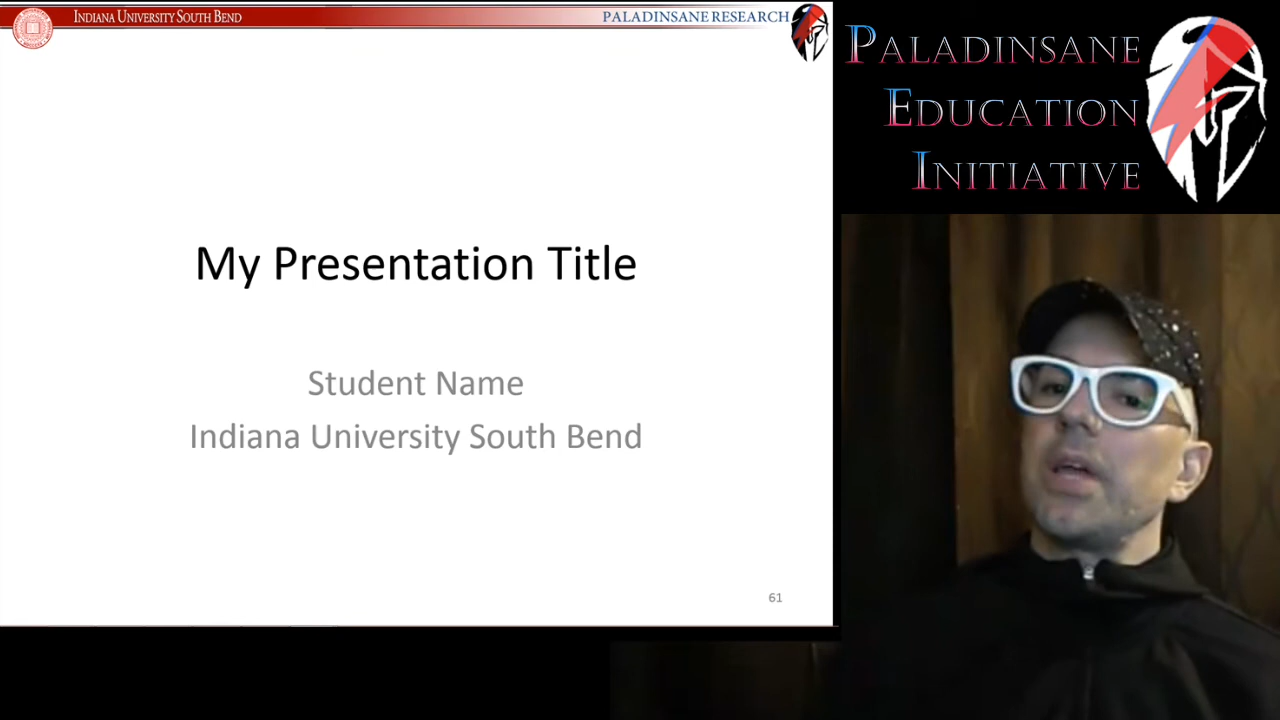 INDIANA UNIVERSITY SOUTH BEND
PALADINSANE RESEARCH
PALADINSANE
EDUCATION
INITIATIVE
My Presentation Title
Student Name
Indiana University South Bend
61